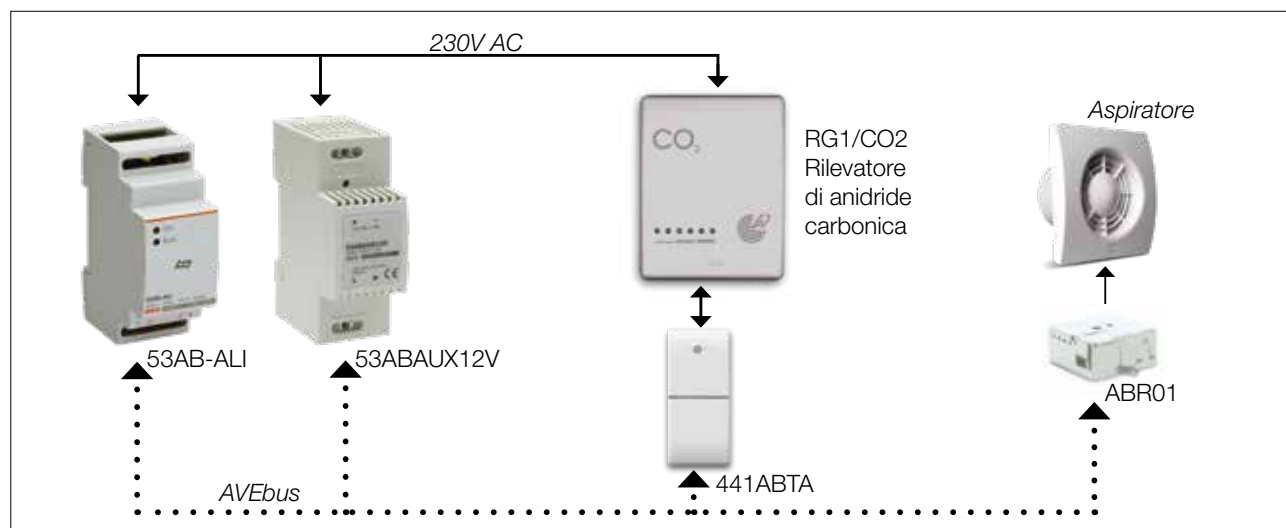 230V AC
CO2
RG1/CO2
Rilevatore
di anidride
carbonica
Aspiratore
53AB-ALI
53ABAUX12V
ABR01
441ABTA
AVEbus